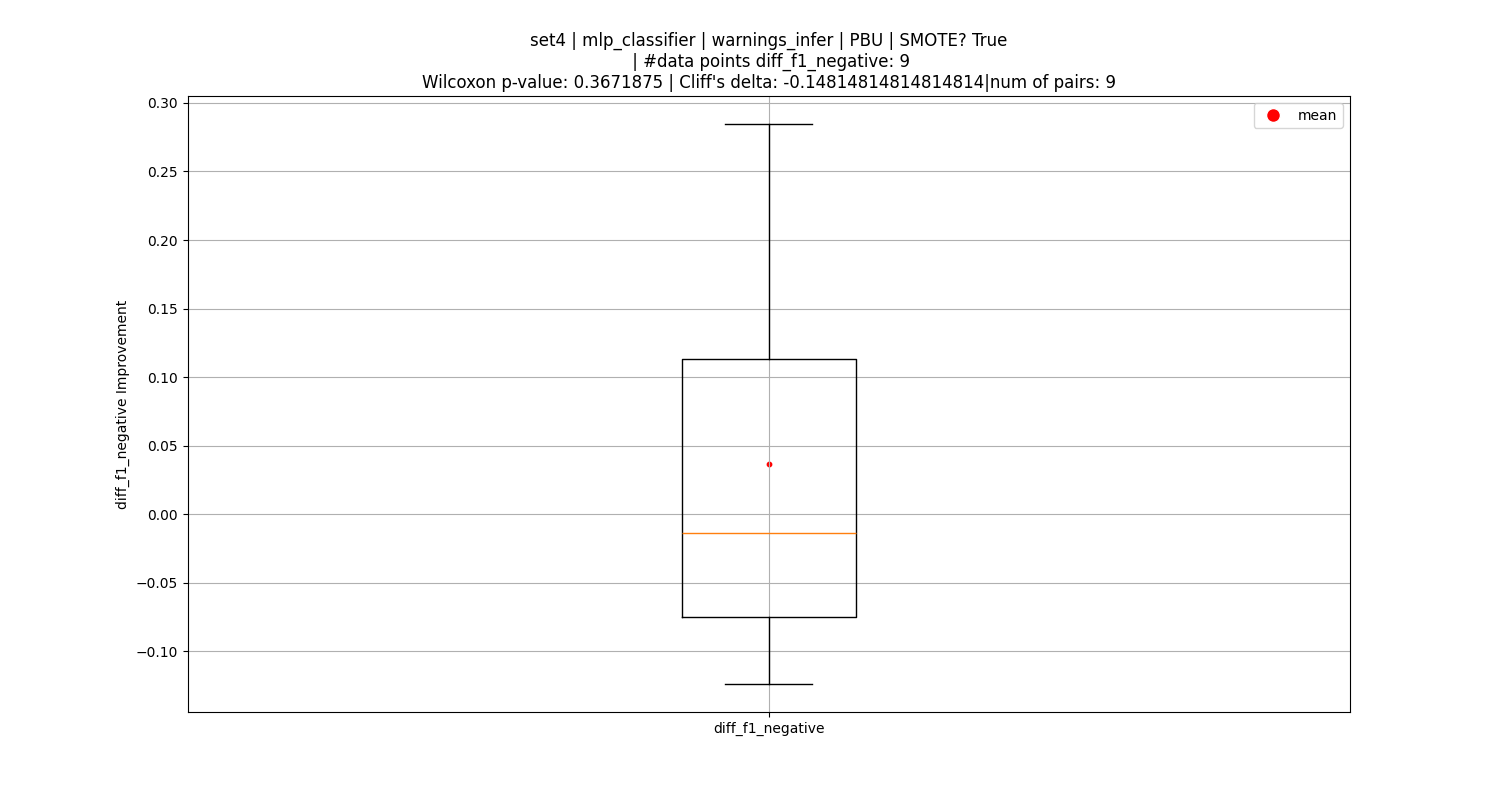 set4 | mlp_classifier | warnings_infer | PBU | SMOTE? True
| #data points diff_f1_negative: 9
Wilcoxon p-value: 0.3671875 | Cliff's delta: -0.14814814814814814|num of pairs: 9
mean
0.30
0.25
0.20
0.15
0.10
0.05
0.00
−0.05
−0.10
diff_f1_negative Improvement
diff_f1_negative